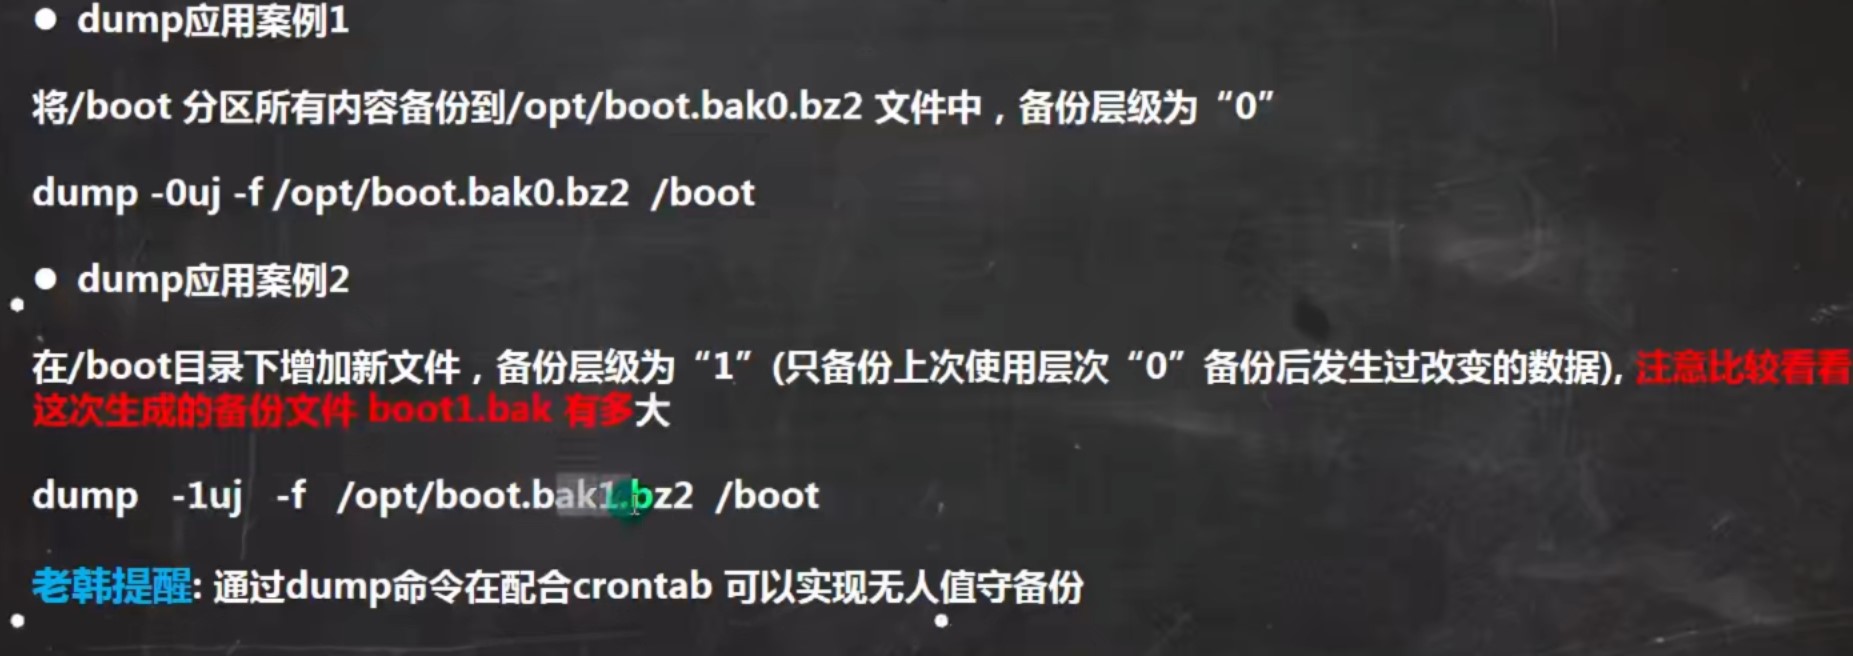 ● dump应用案例1
将/boot 分区所有内容备份到/opt/boot.bak0.bz2 文件中，备份层级为“0”
dump -0uj -f /opt/boot.bak0.bz2 /boot
● dump应用案例2
在/boot目录下增加新文件，备份层级为“1”(只备份上次使用层次“0”备份后发生过改变的数据), 注意比较看看
这次生成的备份文件 boot1.bak 有多大
dump -1uj -f /opt/boot.bak1.bz2 /boot
老韩提醒: 通过dump命令在配合crontab 可以实现无人值守备份